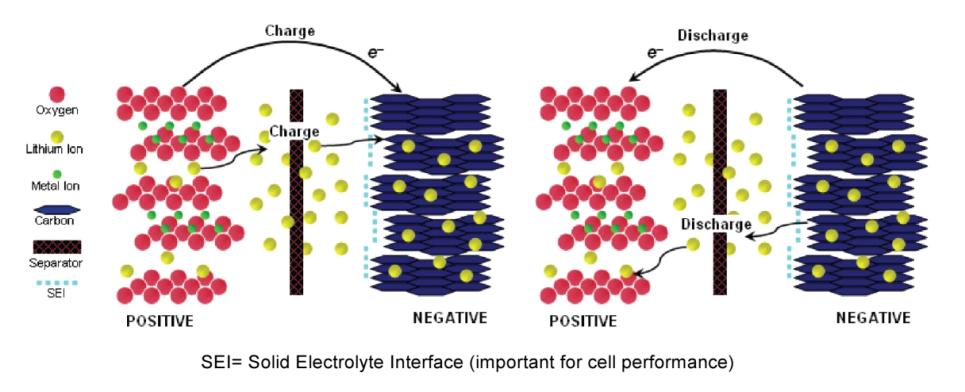 Charge
e–
Discharge
e–
Oxygen
Lithium Ion
Metal Ion
Carbon
Separator
SEI
Charge
Discharge
POSITIVE
NEGATIVE
POSITIVE
NEGATIVE
SEI= Solid Electrolyte Interface (important for cell performance)